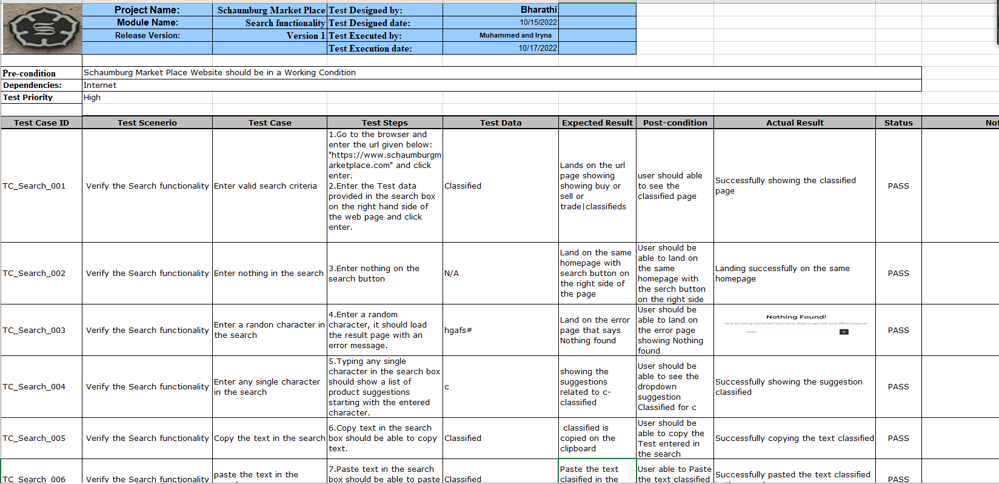 Project Name: Schaumburg Market Place Test Designed by: Bharathi
Module Name: Search functionality Test Designed date: 10/15/2022
Release Version: Version 1 Test Executed by: Muhammed and Iryna
Test Execution date: 10/17/2022
Pre-condition Schaumburg Market Place Website should be in a Working Condition
Dependencies: Internet
Test Priority High
Test Case ID Test Scenerio Test Case Test Steps Test Data Expected Result Post-condition Actual Result Status
TC_Search_001
Verify the Search functionality
Enter valid search criteria
1.Go to the browser and
enter the url given below:
"https://www.schaumburgm
arketplace.com" and click
enter.
2.Enter the Test data
provided in the search box
on the right hand side of
the web page and click
enter.
Classified
Lands on the url
page showing
showing buy or
sell or
trade|classifieds
user should able
to see the
classified page
Successfully showing the classified
page
PASS
TC_Search_002
Verify the Search functionality
Enter nothing in the search
3.Enter nothing on the
search button
N/A
Land on the same
homepage with
search button on
the right side of
the page
User should be
able to land on
the same
homepage with
the serch button
on the right side
Landing successfully on the same
homepage
PASS
TC_Search_003
Verify the Search functionality
Enter a randon character in
the search
4.Enter a random
character, it should load
the result page with an
error message.
hgafs#
Land on the error
page that says
Nothing found
User should be
able to land on
the error page
showing Nothing
found
Nothing Found!
Sorry, but nothing matched your search terms. Please try again with some different keywords.
PASS
TC_Search_004
Verify the Search functionality
Enter any single character
in the search
5.Typing any single
character in the search box
should show a list of
product suggestions
starting with the entered
character.
c
showing the
suggestions
related to c-
classified
User should be
able to see the
dropdown
suggestion
Classified for c
Successfully showing the suggestion
classified
PASS
TC_Search_005
Verify the Search functionality
Copy the text in the search
6.Copy text in the search
box should be able to copy
text.
Classified
classified is
copied on the
clipboard
User should be
able to copy the
Test entered in
the search
Successfully copying the text classified
PASS
TC_Search_006
Verify the Search functionality
paste the text in the
7.Paste text in the search
box should be able to paste
Classified
Paste the text
clasified in the
User able to Paste
the text classified
Successfully pasted the text classified
PASS